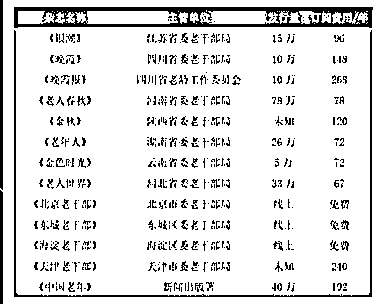 杂志名称 主管单位 发行量 订阅费用/年
《银潮》 江苏省委老干部局 15万 96
《晚霞》 四川省委老干部局 10万 148
《晚霞报》 四川省老龄工作委员会 10万 268
《老人春秋》 河南省委老干部局 78万 78
《金秋》 陕西省委老干部局 未知 120
《老年人》 湖南省委老干部局 26万 72
《金色时光》 云南省委老干部局 5万 72
《老人世界》 河北省委老干部局 33万 67
《北京老干部》 北京市委老干部局 线上 免费
《东城老干部》 东城区委老干部局 线上 免费
《海淀老干部》 海淀区委老干部局 线上 免费
《天津老干部》 天津市委老干部局 未知 240
《中国老年》 新闻出版署 40万 192